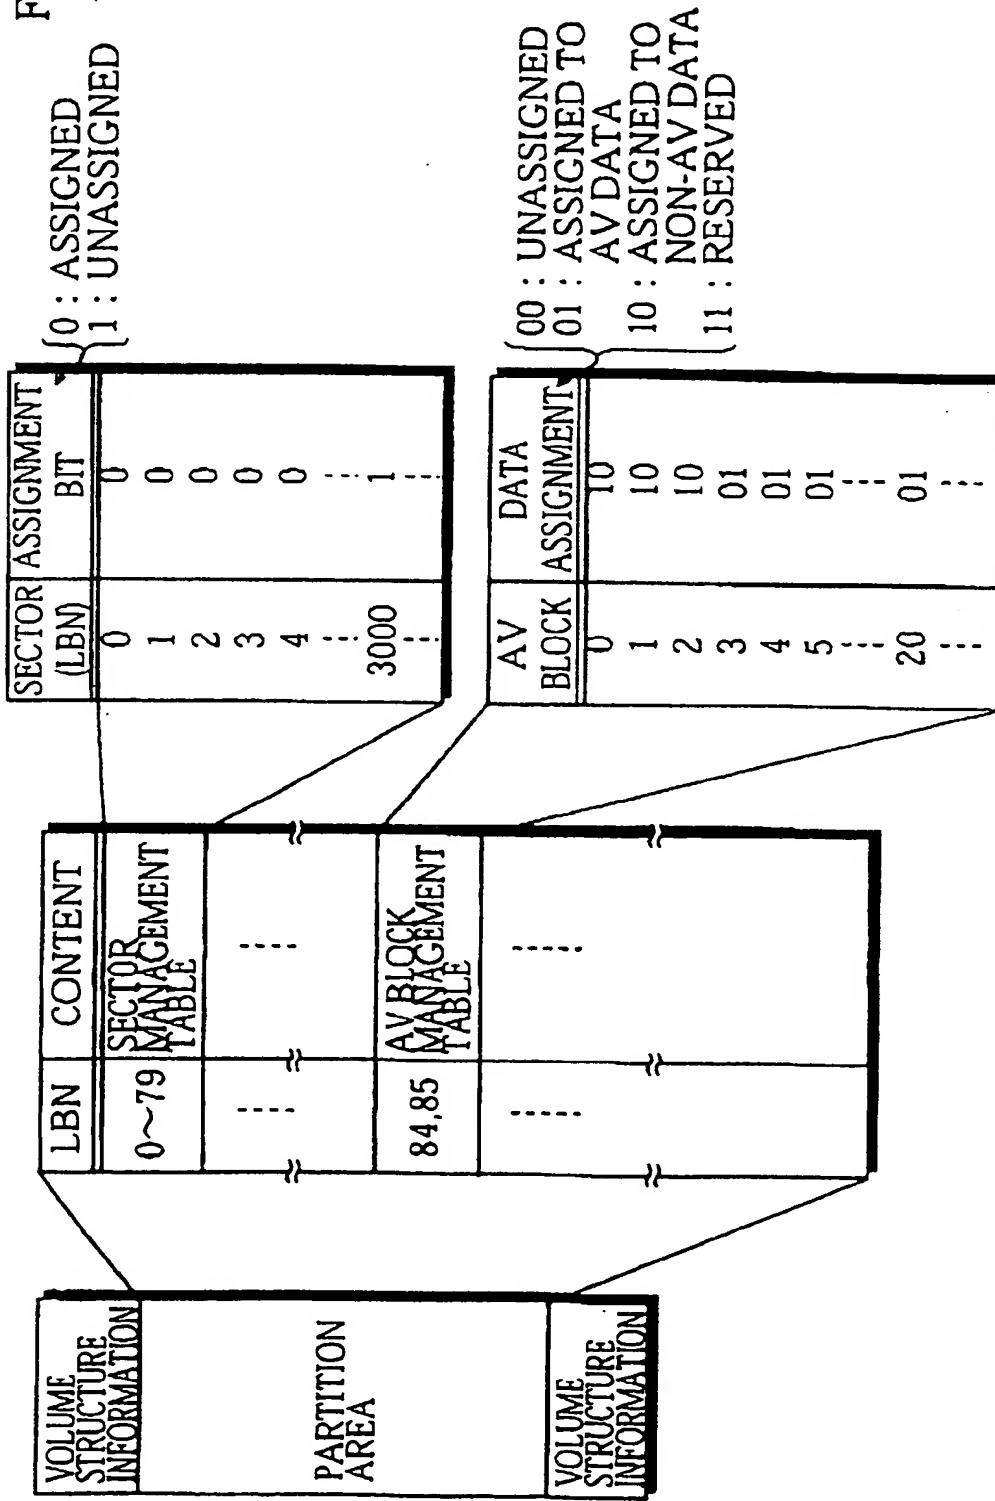 F
VOLUME
STRUCTURE
INFORMATION
PARTITION
AREA
VOLUME
STRUCTURE
INFORMATION
LBN CONTENT
0~79 SECTOR
MANAGEMENT
TABLE
84,85 AV BLOCK
MANAGEMENT
TABLE
SECTOR ASSIGNMENT
(LBN) BIT
0 0
1 0
2 0
3 0
4 0
3000 1
0 : ASSIGNED
1 : UNASSIGNED
AV DATA
BLOCK ASSIGNMENT
0 10
1 10
2 10
3 01
4 01
5 01
20 01
00 : UNASSIGNED
01 : ASSIGNED TO
AV DATA
10 : ASSIGNED TO
NON-AV DATA
11 : RESERVED